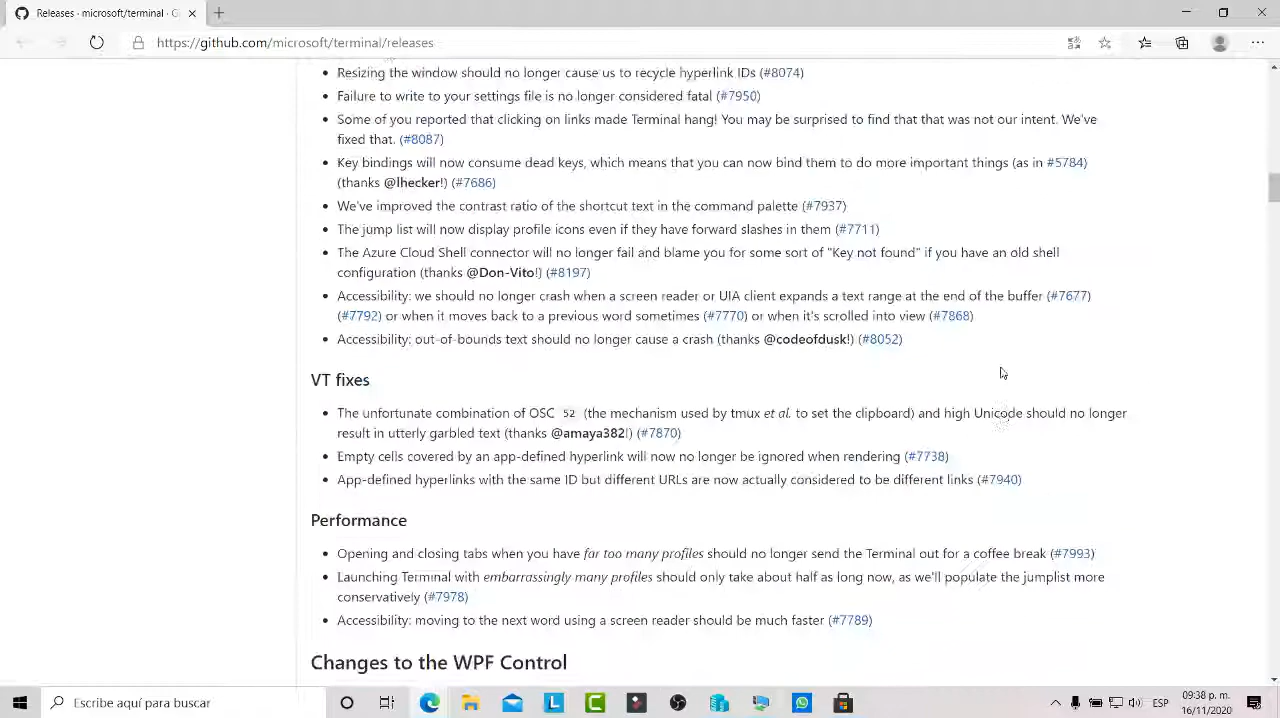 Releases · microsoft/terminal · Gi
https://github.com/microsoft/terminal/releases
• Resizing the window should no longer cause us to recycle hyperlink IDs (#8074)
• Failure to write to your settings file is no longer considered fatal (#7950)
• Some of you reported that clicking on links made Terminal hang! You may be surprised to find that that was not our intent. We've
fixed that. (#8087)
• Key bindings will now consume dead keys, which means that you can now bind them to do more important things (as in #5784)
(thanks @lhecker!) (#7686)
• We've improved the contrast ratio of the shortcut text in the command palette (#7937)
• The jump list will now display profile icons even if they have forward slashes in them (#7711)
• The Azure Cloud Shell connector will no longer fail and blame you for some sort of "Key not found" if you have an old shell
configuration (thanks @Don-Vito!) (#8197)
• Accessibility: we should no longer crash when a screen reader or UIA client expands a text range at the end of the buffer (#7677)
(#7792) or when it moves back to a previous word sometimes (#7770) or when it's scrolled into view (#7868)
• Accessibility: out-of-bounds text should no longer cause a crash (thanks @codeofdusk!) (#8052)
VT fixes
• The unfortunate combination of OSC 52 (the mechanism used by tmux et al. to set the clipboard) and high Unicode should no longer
result in utterly garbled text (thanks @amaya382!) (#7870)
• Empty cells covered by an app-defined hyperlink will now no longer be ignored when rendering (#7738)
• App-defined hyperlinks with the same ID but different URLs are now actually considered to be different links (#7940)
Performance
• Opening and closing tabs when you have far too many profiles should no longer send the Terminal out for a coffee break (#7993)
• Launching Terminal with embarrassingly many profiles should only take about half as long now, as we'll populate the jumplist more
conservatively (#7978)
• Accessibility: moving to the next word using a screen reader should be much faster (#7789)
Changes to the WPF Control
Escribe aquí para buscar
ESP
09:38 p. m.
16/11/2020